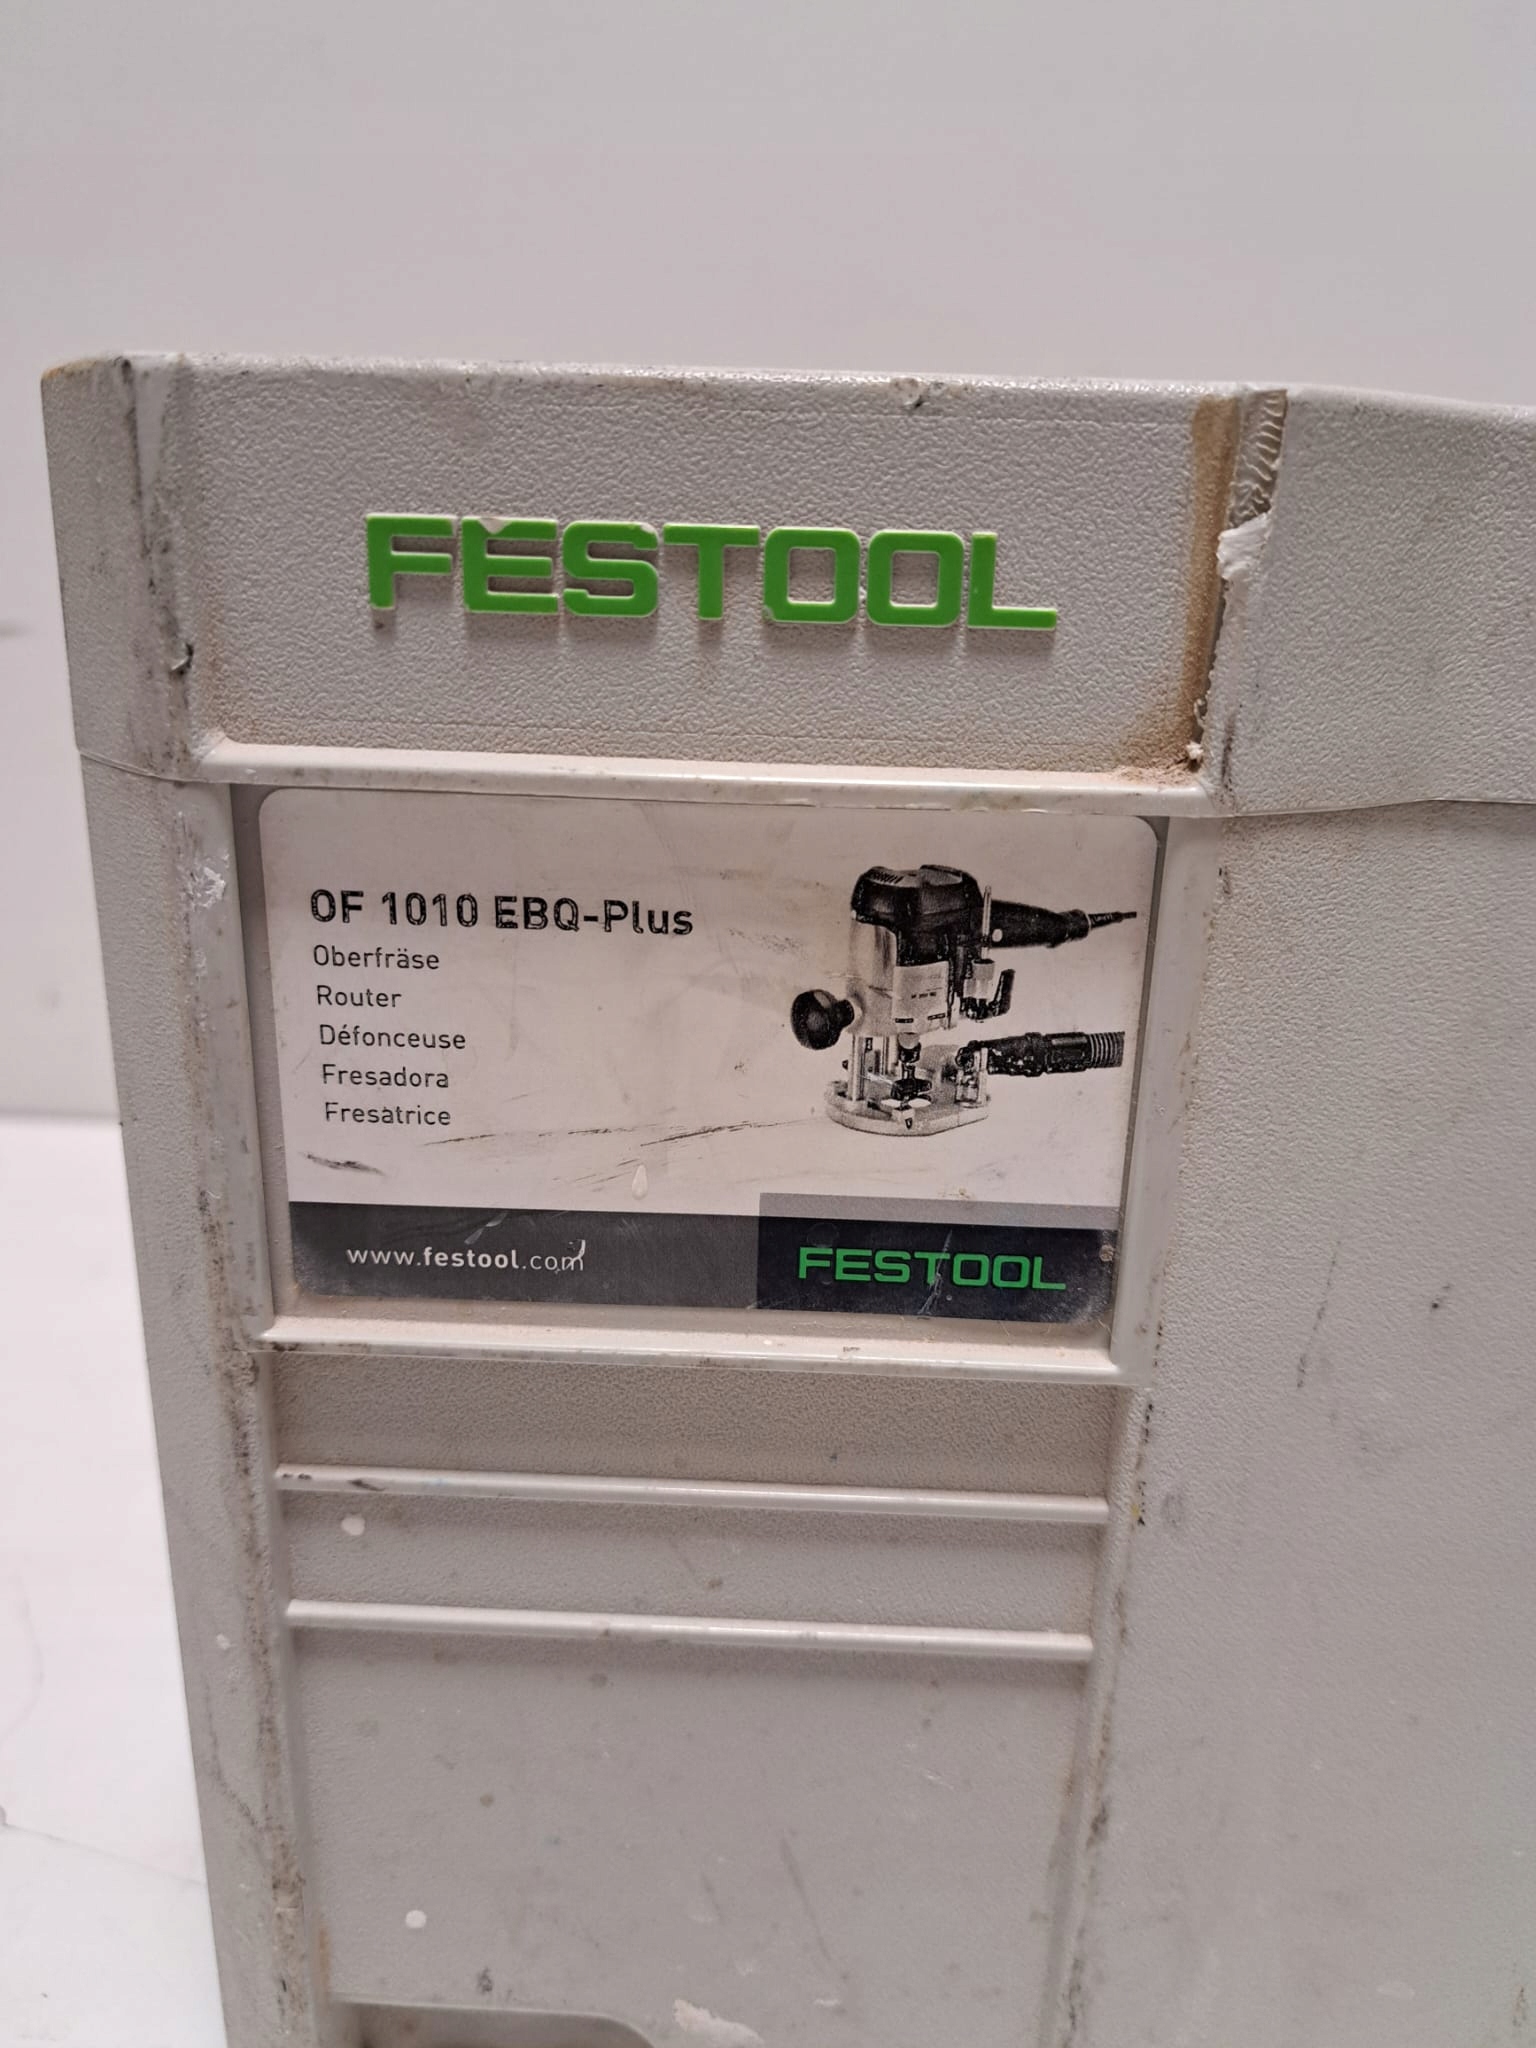 FESTOOL
OF 1010 EBQ-Plus
Oberfräse
Router
Défonceuse
Fresadora
Fresatrice
www.festool.com
FESTOOL